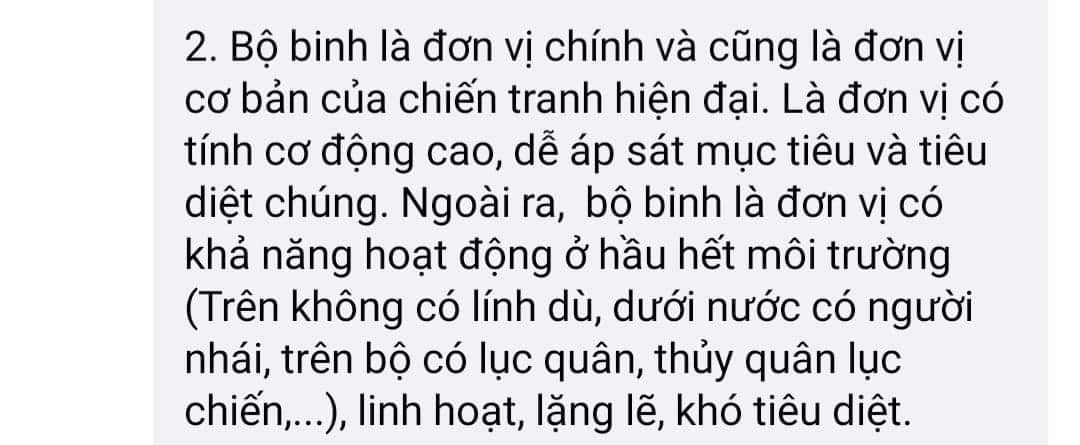 2. Bộ binh là đơn vị chính và cũng là đơn vị
cơ bản của chiến tranh hiện đại. Là đơn vị có
tính cơ động cao, dễ áp sát mục tiêu và tiêu
diệt chúng. Ngoài ra,  bộ binh là đơn vị có
khả năng hoạt động ở hầu hết môi trường
(Trên không có lính dù, dưới nước có người
nhái, trên bộ có lục quân, thủy quân lục
chiến,...), linh hoạt, lặng lẽ, khó tiêu diệt.